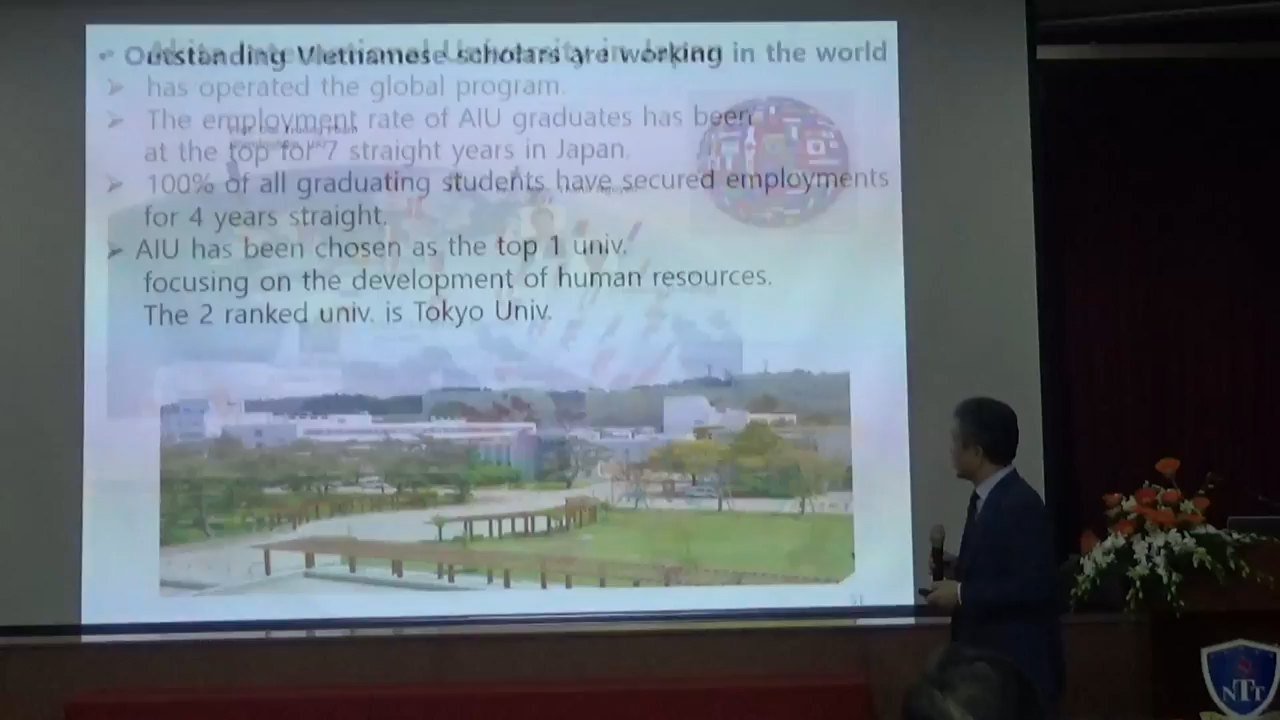 Outstanding Vietnamese scholars are working in the world
has operated the global program.
The employment rate of AIU graduates has been
at the top for 7 straight years in Japan.
100% of all graduating students have secured employments
for 4 years straight.
AIU has been chosen as the top 1 univ.
focusing on the development of human resources.
The 2 ranked univ. is Tokyo Univ.
NTT